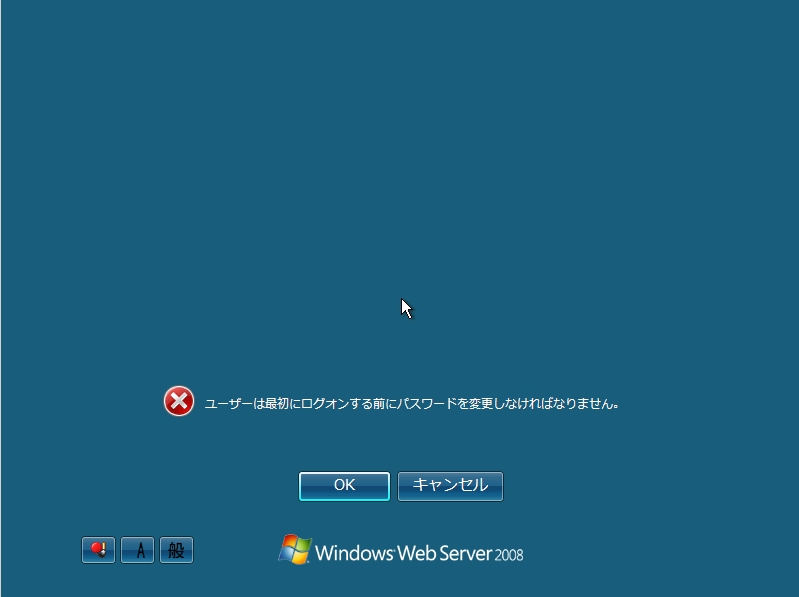 ユーザーは最初にログオンする前にパスワードを変更しなければなりません。
OK
キャンセル
A
般
Windows Web Server 2008